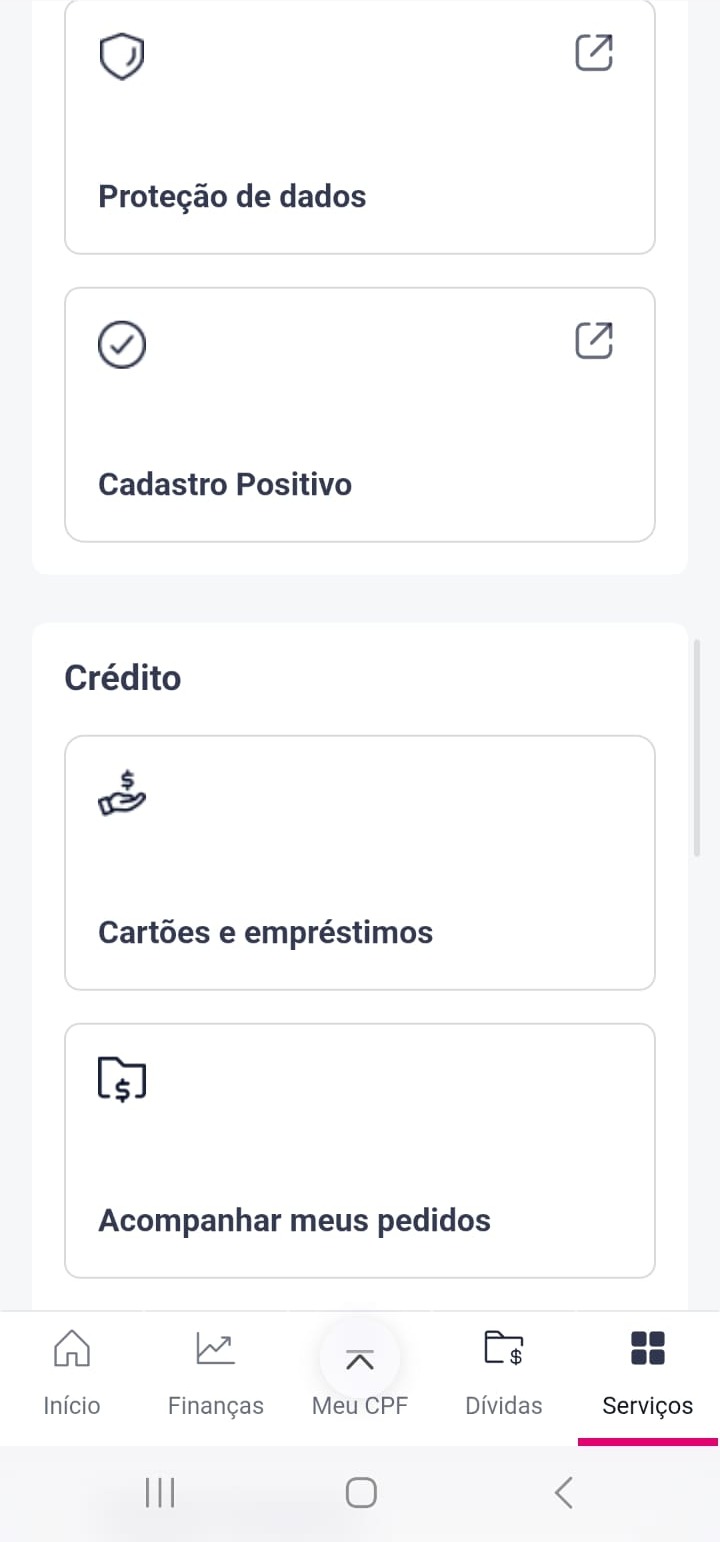 Proteção de dados
Cadastro Positivo
Crédito
Cartões e empréstimos
Acompanhar meus pedidos
Início
Finanças
Meu CPF
Dívidas
Serviços